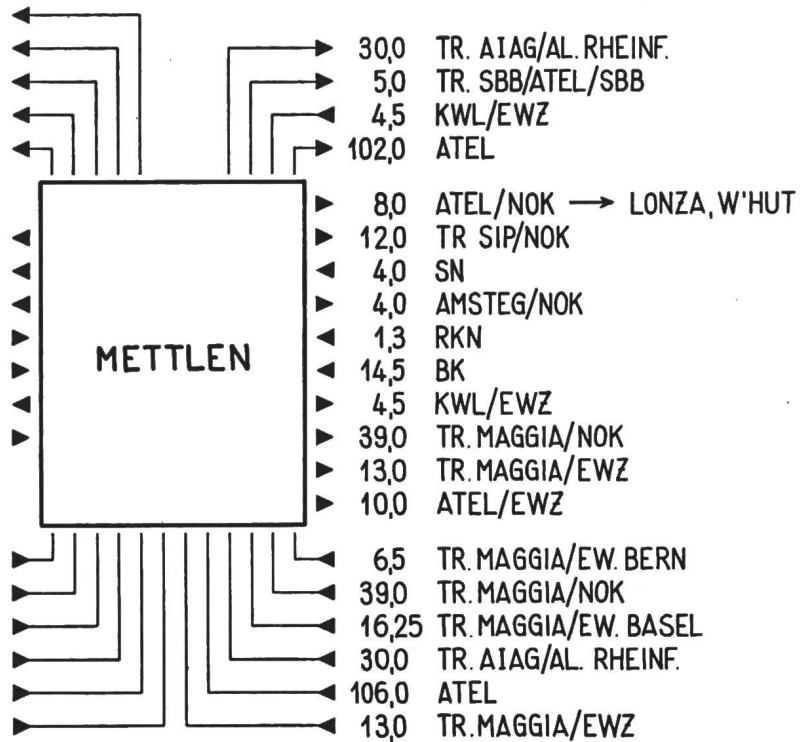 30,0 TR. AIAG/AL. RHEINF.
5,0 TR. SBB/ATEL/SBB
4,5 KWL/EWZ
102,0 ATEL
8,0 ATEL/NOK → LONZA, W'HUT
12,0 TR SIP/NOK
4,0 SN
4,0 AMSTEG/NOK
1,3 RKN
METTLEN
14,5 BK
4,5 KWL/EWZ
39,0 TR. MAGGIA/NOK
13,0 TR. MAGGIA/EWZ
10,0 ATEL/EWZ
6,5 TR. MAGGIA/EW. BERN
39,0 TR. MAGGIA/NOK
16,25 TR. MAGGIA/EW. BASEL
30,0 TR. AIAG/AL. RHEINF.
106,0 ATEL
13,0 TR. MAGGIA/EWZ